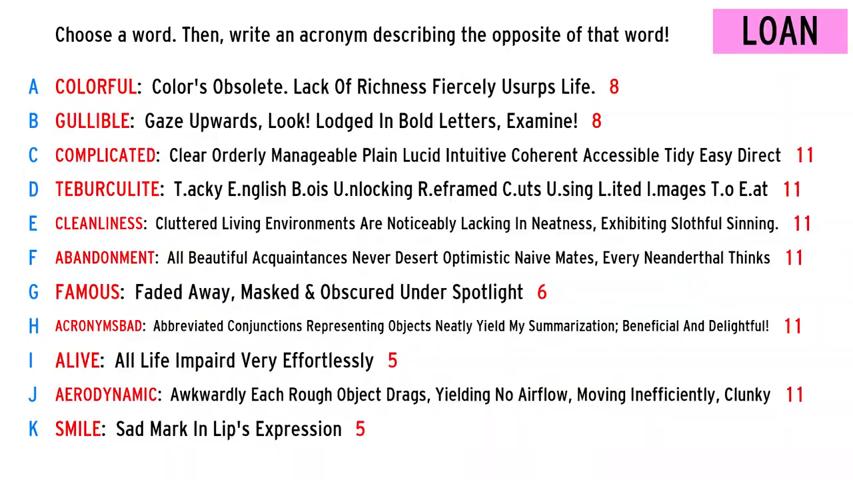 Choose a word. Then, write an acronym describing the opposite of that word!
LOAN
A COLORFUL: Color's Obsolete. Lack Of Richness Fiercely Usurps Life. 8
B GULLIBLE: Gaze Upwards, Look! Lodged In Bold Letters, Examine! 8
C COMPLICATED: Clear Orderly Manageable Plain Lucid Intuitive Coherent Accessible Tidy Easy Direct 11
D TEBURCULITE: T.acky E.nglish B.ois U.nlocking R.eframed C.uts U.sing L.ited I.mages T.o E.at 11
E CLEANLINESS: Cluttered Living Environments Are Noticeably Lacking In Neatness, Exhibiting Slothful Sinning. 11
F ABANDONMENT: All Beautiful Acquaintances Never Desert Optimistic Naive Mates, Every Neanderthal Thinks 11
G FAMOUS: Faded Away, Masked & Obscured Under Spotlight 6
H ACRONYMSBAD: Abbreviated Conjunctions Representing Objects Neatly Yield My Summarization; Beneficial And Delightful! 11
I ALIVE: All Life Impaird Very Effortlessly 5
J AERODYNAMIC: Awkwardly Each Rough Object Drags, Yielding No Airflow, Moving Inefficiently, Clunky 11
K SMILE: Sad Mark In Lip's Expression 5